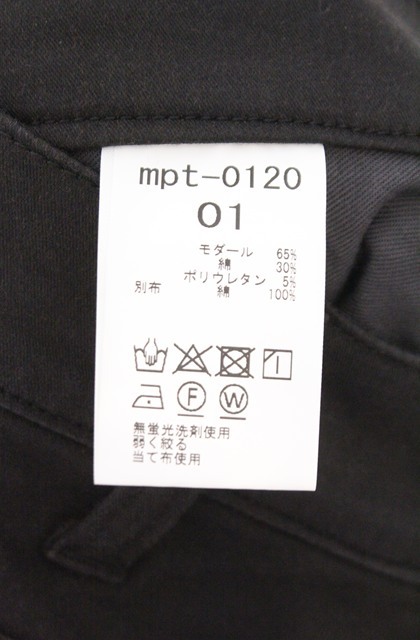 mpt-0120
01
モダール 65%
綿 30%
ポリウレタン 5%
別布 綿 100%
F W
無蛍光洗剤使用
弱く絞る
当て布使用